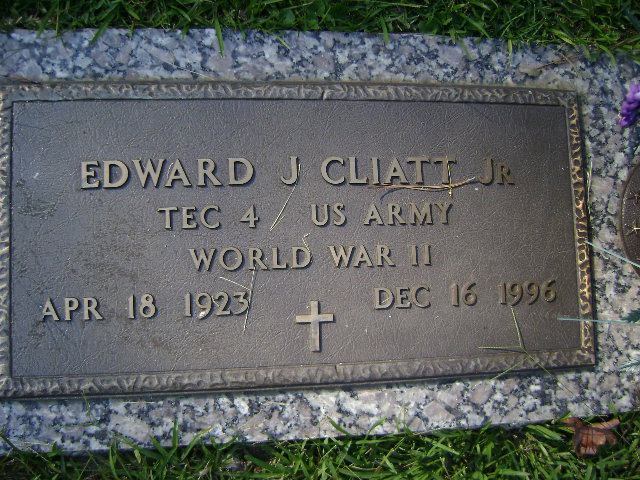 EDWARD J CLIATT JR
TEC 4 US ARMY
WORLD WAR II
APR 18 1923 DEC 16 1996